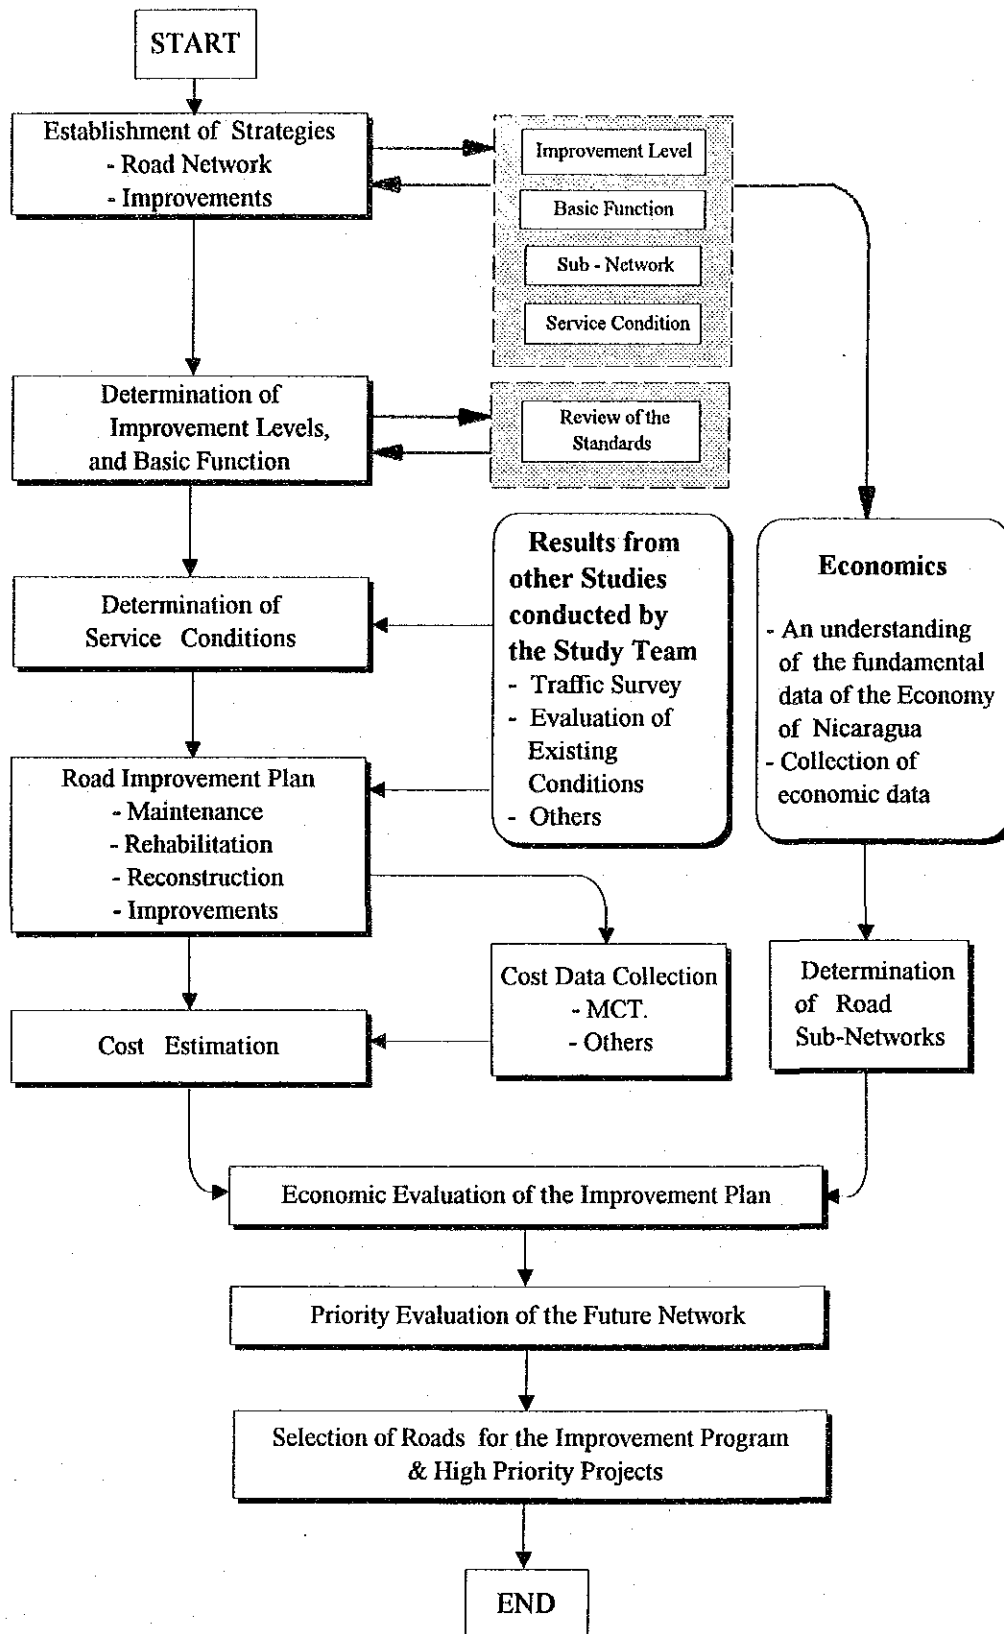 START
Establishment of Strategies
- Road Network
- Improvements
Improvement Level
Basic Function
Sub - Network
Service Condition
Determination of
Improvement Levels,
and Basic Function
Review of the
Standards
Determination of
Service Conditions
Results from
other Studies
conducted by
the Study Team
- Traffic Survey
- Evaluation of
Existing
Conditions
- Others
Economics
- An understanding
of the fundamental
data of the Economy
of Nicaragua
- Collection of
economic data
Road Improvement Plan
- Maintenance
- Rehabilitation
- Reconstruction
- Improvements
Cost Data Collection
- MCT.
- Others
Determination
of Road
Sub-Networks
Cost Estimation
Economic Evaluation of the Improvement Plan
Priority Evaluation of the Future Network
Selection of Roads for the Improvement Program
& High Priority Projects
END